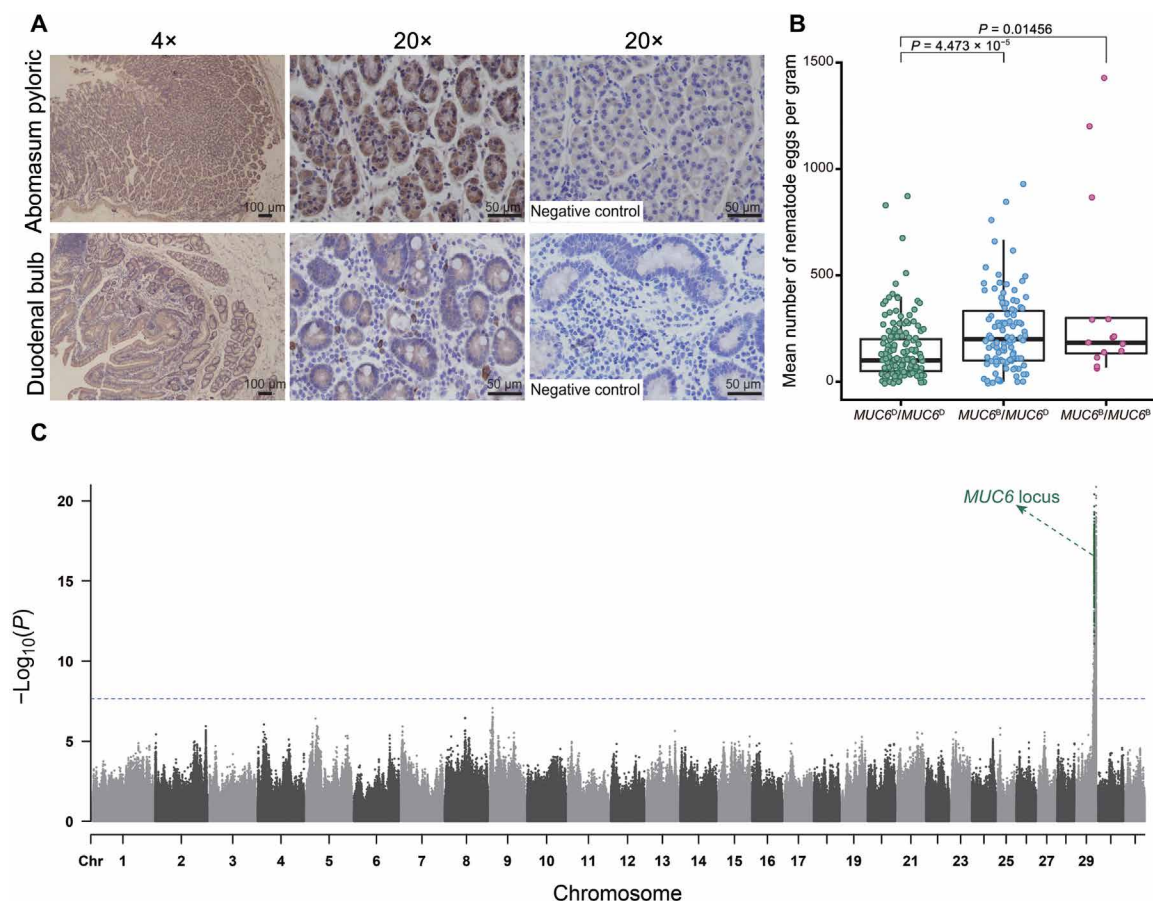 A
4×
20×
20×
Abomasum pyloric
100 µm
50 µm
Negative control
50 µm
Duodenal bulb
100 µm
50 µm
Negative control
50 µm
B
P = 0.01456
P = 4.473 × 10⁻⁵
Mean number of nematode eggs per gram
1500
1000
500
0
MUC6ᴰ/MUC6ᴰ
MUC6ᴮ/MUC6ᴰ
MUC6ᴮ/MUC6ᴮ
C
MUC6 locus
−Log₁₀(P)
20
15
10
5
0
Chr 1 2 3 4 5 6 7 8 9 10 11 12 13 14 15 16 17 19 21 23 25 27 29
Chromosome